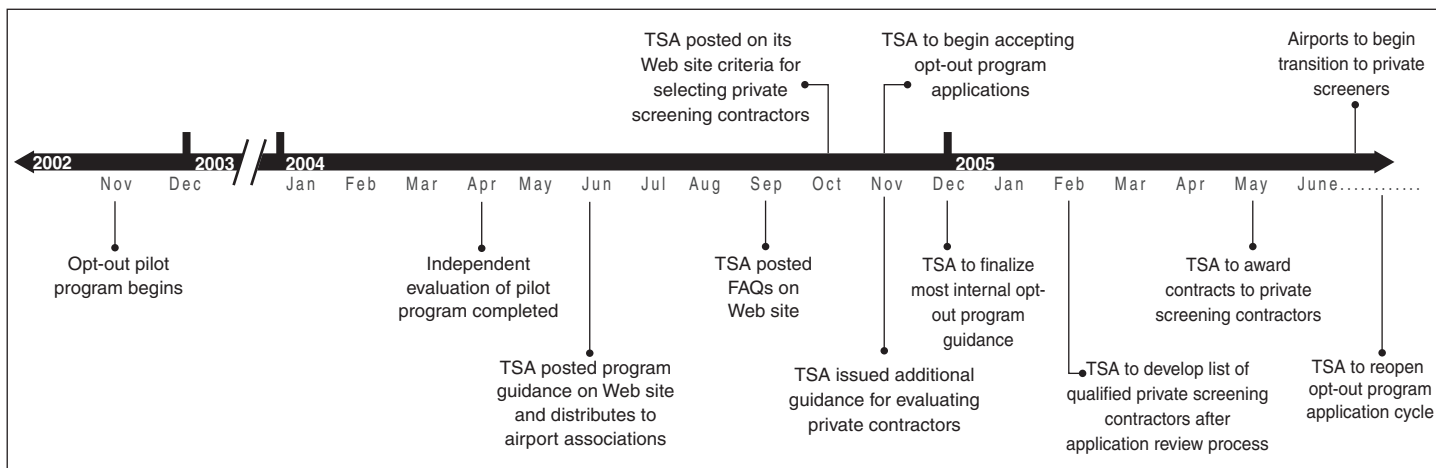 TSA posted on its
Web site criteria for
selecting private
screening contractors
TSA to begin accepting
opt-out program
applications
Airports to begin
transition to private
screeners
2002 2003 2004 2005
Nov Dec Jan Feb Mar Apr May Jun Jul Aug Sep Oct Nov Dec Jan Feb Mar Apr May June............
Opt-out pilot
program begins
Independent
evaluation of pilot
program completed
TSA posted program
guidance on Web site
and distributes to
airport associations
TSA posted
FAQs on
Web site
TSA issued additional
guidance for evaluating
private contractors
TSA to finalize
most internal opt-
out program
guidance
TSA to develop list of
qualified private screening
contractors after
application review process
TSA to award
contracts to private
screening contractors
TSA to reopen
opt-out program
application cycle